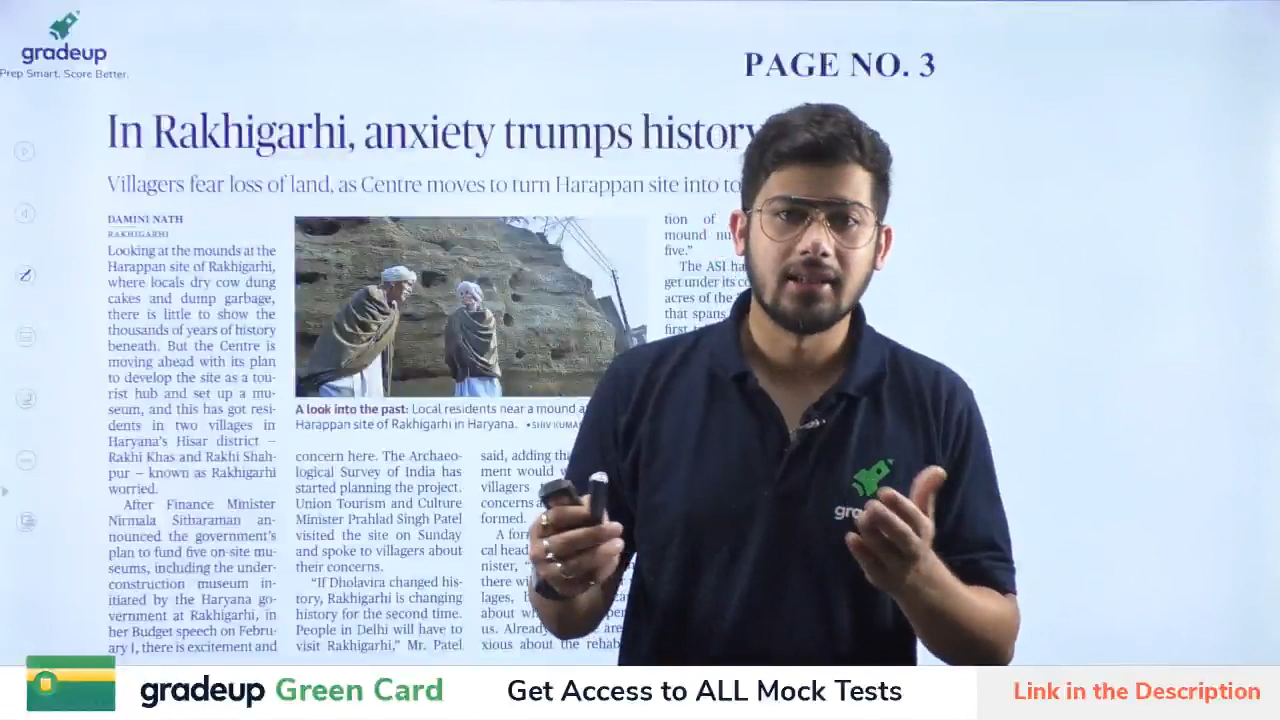 gradeup
Prep Smart. Score Better.
PAGE NO. 3
In Rakhigarhi, anxiety trumps history
Villagers fear loss of land, as Centre moves to turn Harappan site into
DAMINI NATH
RAKHIGARHI
Looking at the mounds at the
Harappan site of Rakhigarhi,
where locals dry cow dung
cakes and dump garbage,
there is little to show the
thousands of years of history
beneath. But the Centre is
moving ahead with its plan
to develop the site as a tou-
rist hub and set up a mu-
seum, and this has got resi-
dents in two villages in
Haryana's Hisar district –
Rakhi Khas and Rakhi Shah-
pur – known as Rakhigarhi
worried.
After Finance Minister
Nirmala Sitharaman an-
nounced the government's
plan to fund five on-site mu-
seums, including the under-
construction museum in-
itiated by the Haryana go-
vernment at Rakhigarhi, in
her Budget speech on Febru-
ary 1, there is excitement and
A look into the past: Local residents near a mound
Harappan site of Rakhigarhi in Haryana. • SHIV
concern here. The Archaeo-
logical Survey of India has
started planning the project.
Union Tourism and Culture
Minister Prahlad Singh Patel
visited the site on Sunday
and spoke to villagers about
their concerns.
"If Dholavira changed his-
tory, Rakhigarhi is changing
history for the second time.
People in Delhi will have to
visit Rakhigarhi," Mr. Patel
said, adding
ment would
villagers
concerns
formed.
A
cal head
nister, "
there
lages,
about
us. Already are
xious about the
tion of
mound
five."
The ASI
get under its
acres of the
that spans
first
gradeup Green Card
Get Access to ALL Mock Tests
Link in the Description